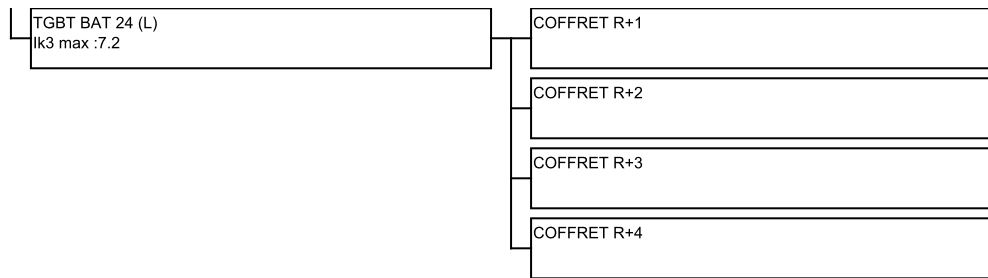 TGBT BAT 24 (L)
Ik3 max :7.2
COFFRET R+1
COFFRET R+2
COFFRET R+3
COFFRET R+4